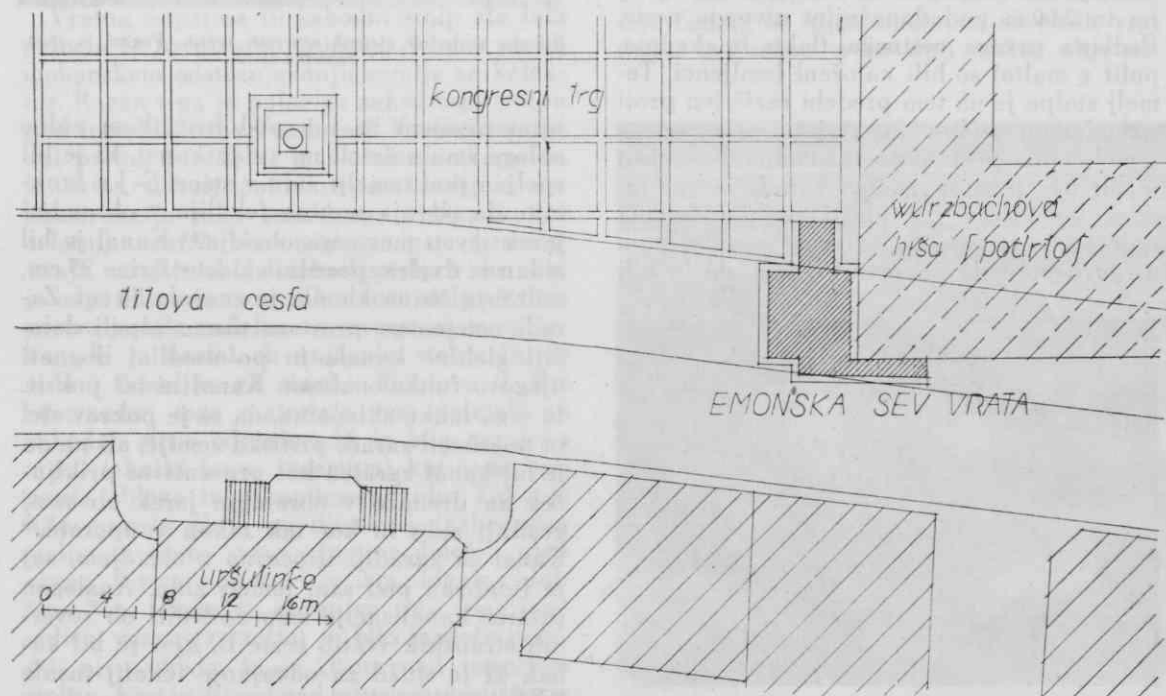 kongresni trg
wurzbachova
hiša [podrto]
titova cesta
EMONSKA SEV VRATA
uršulinke
0 4 8 12 16m